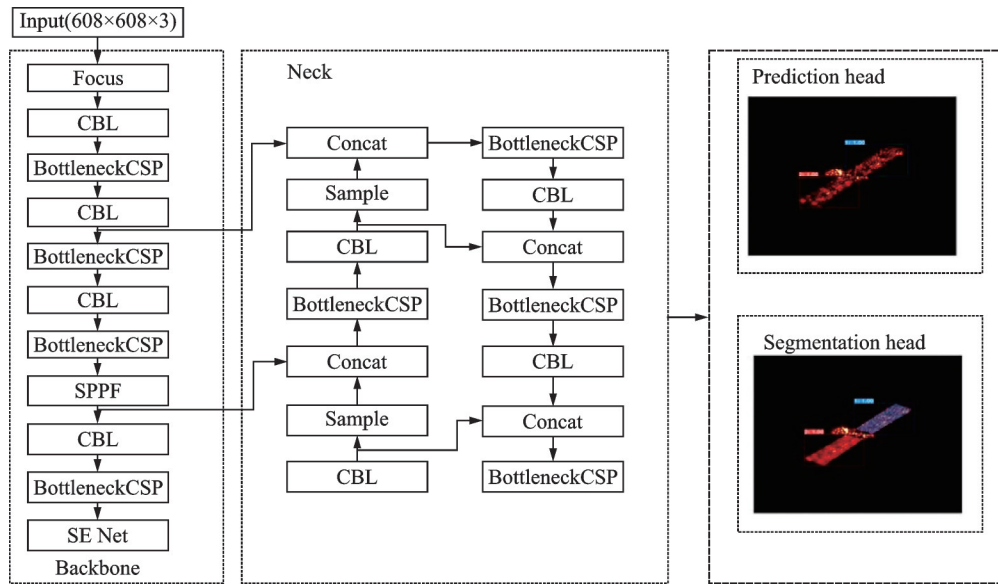 Input(608×608×3)
Focus
CBL
BottleneckCSP
CBL
BottleneckCSP
CBL
BottleneckCSP
SPPF
CBL
BottleneckCSP
SE Net
Backbone
Neck
Concat
Sample
CBL
BottleneckCSP
Concat
Sample
CBL
BottleneckCSP
CBL
Concat
BottleneckCSP
CBL
Concat
BottleneckCSP
Prediction head
Segmentation head